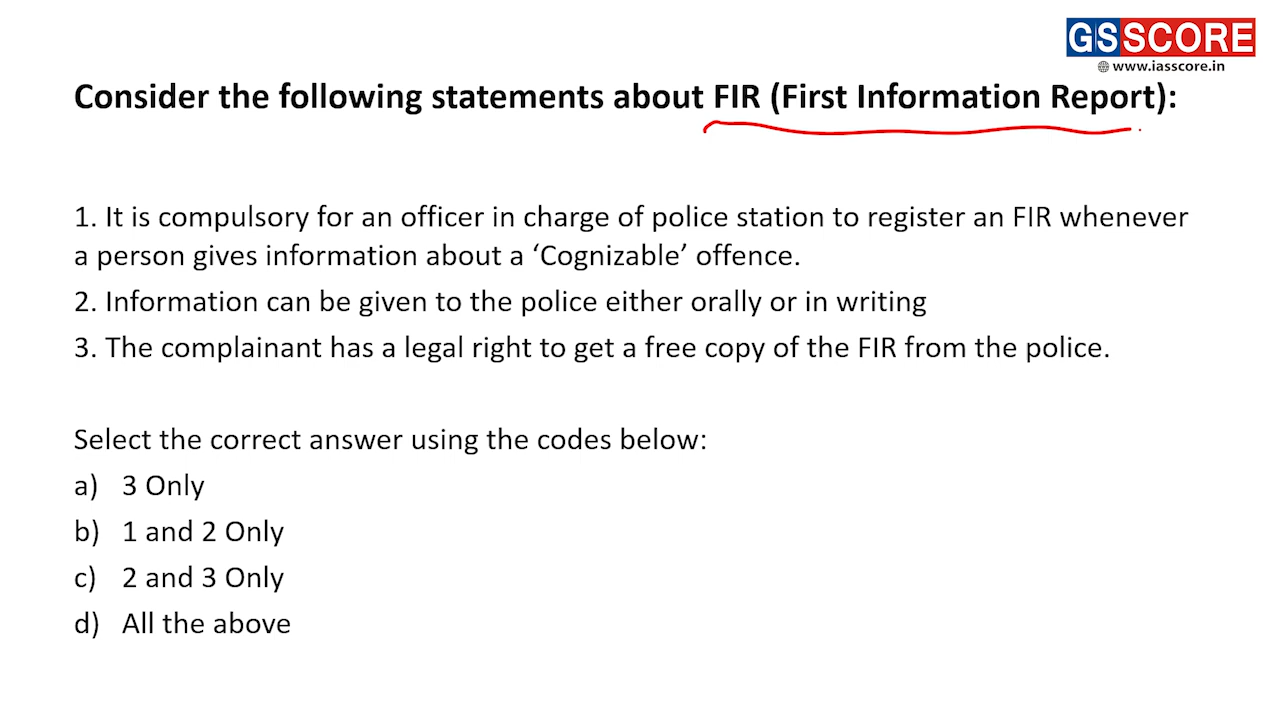 GSSCORE
www.iasscore.in
Consider the following statements about FIR (First Information Report):
1. It is compulsory for an officer in charge of police station to register an FIR whenever
a person gives information about a ‘Cognizable’ offence.
2. Information can be given to the police either orally or in writing
3. The complainant has a legal right to get a free copy of the FIR from the police.
Select the correct answer using the codes below:
a) 3 Only
b) 1 and 2 Only
c) 2 and 3 Only
d) All the above